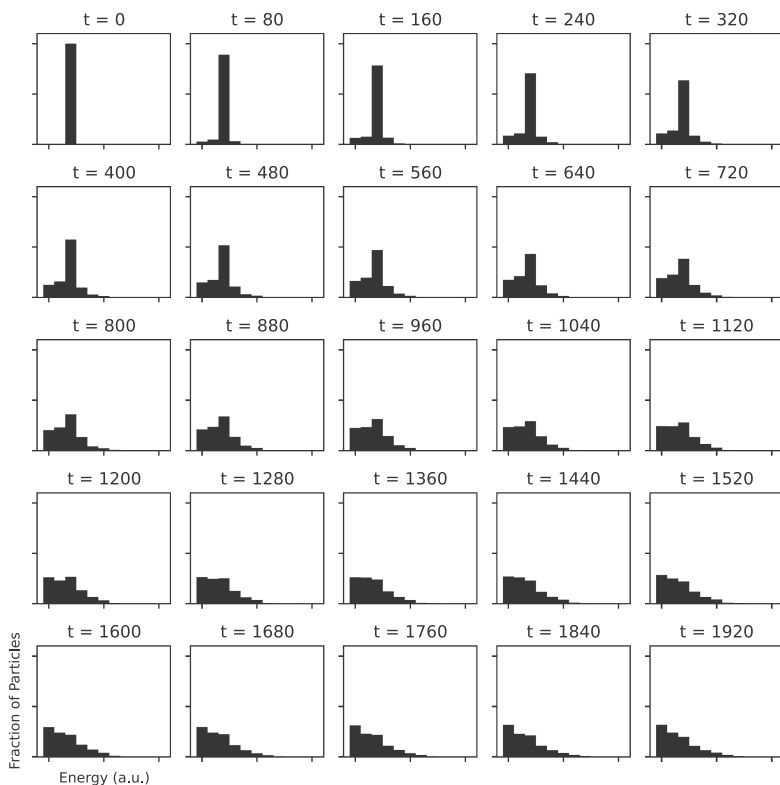 t = 0
t = 80
t = 160
t = 240
t = 320
t = 400
t = 480
t = 560
t = 640
t = 720
t = 800
t = 880
t = 960
t = 1040
t = 1120
t = 1200
t = 1280
t = 1360
t = 1440
t = 1520
t = 1600
t = 1680
t = 1760
t = 1840
t = 1920
Fraction of Particles
Energy (a.u.)